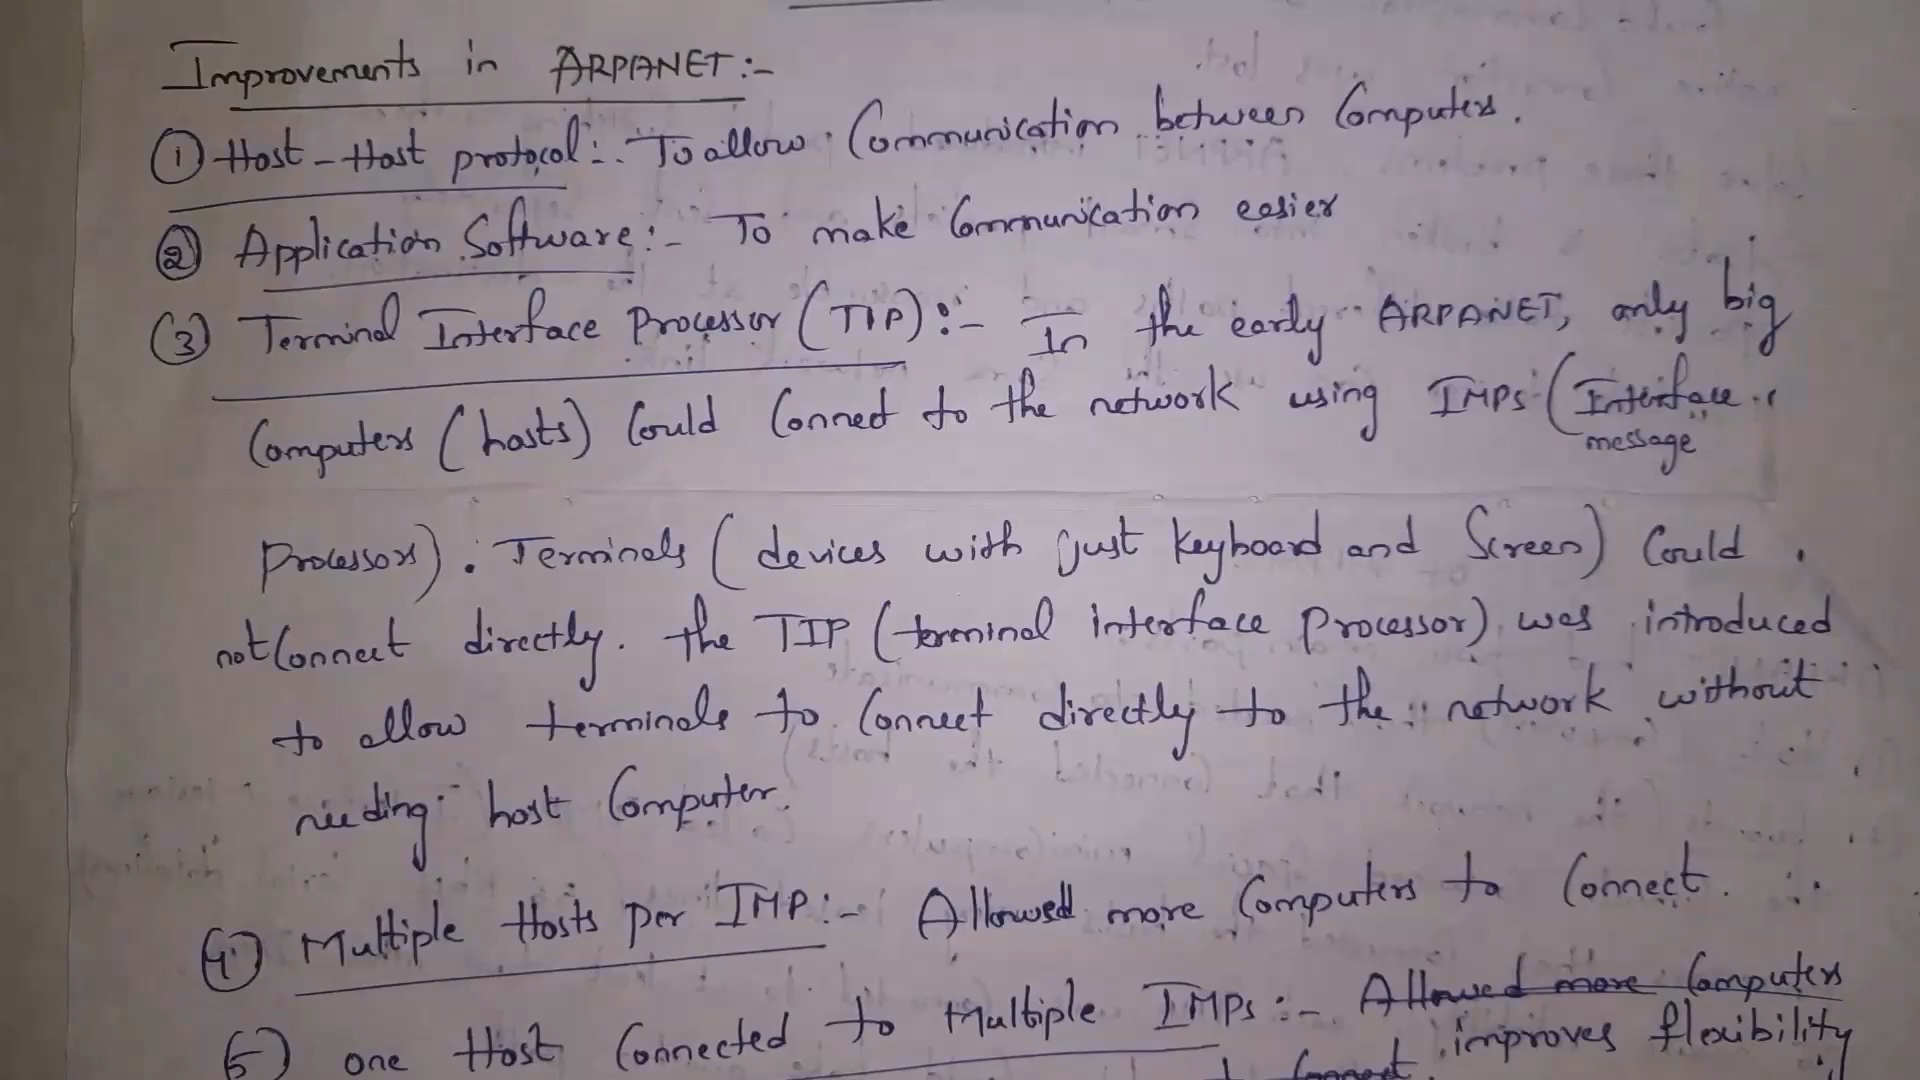 Improvements in ARPANET:-
① Host-Host protocol:- To allow Communication between Computers.
② Application Software:- To make Communication easier
(3) Terminal Interface Processor (TIP):- In the early ARPANET, only big
Computers (hosts) Could Connect to the network using IMPs (Interface
message
Processors). Terminals (devices with just keyboard and Screen) Could
not Connect directly. the TIP (terminal interface Processor) was introduced
to allow terminals to Connect directly to the network without
needing host Computer.
(4) Multiple Hosts per IMP:- Allowed more Computers to Connect.
(5) one Host Connected to Multiple IMPs:- Allowed more Computers
to Connect. improves flexibility